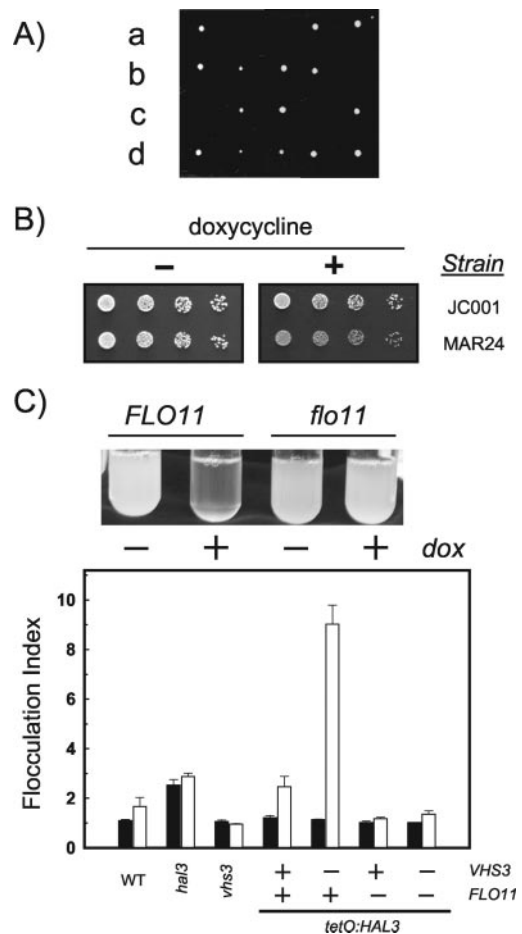 A)
a
b
c
d
B)
doxycycline
− + Strain
JC001
MAR24
C)
FLO11 flo11
− + − + dox
Flocculation Index
10
8
6
4
2
0
WT hal3 vhs3
+ − + − VHS3
+ + − − FLO11
tetO:HAL3